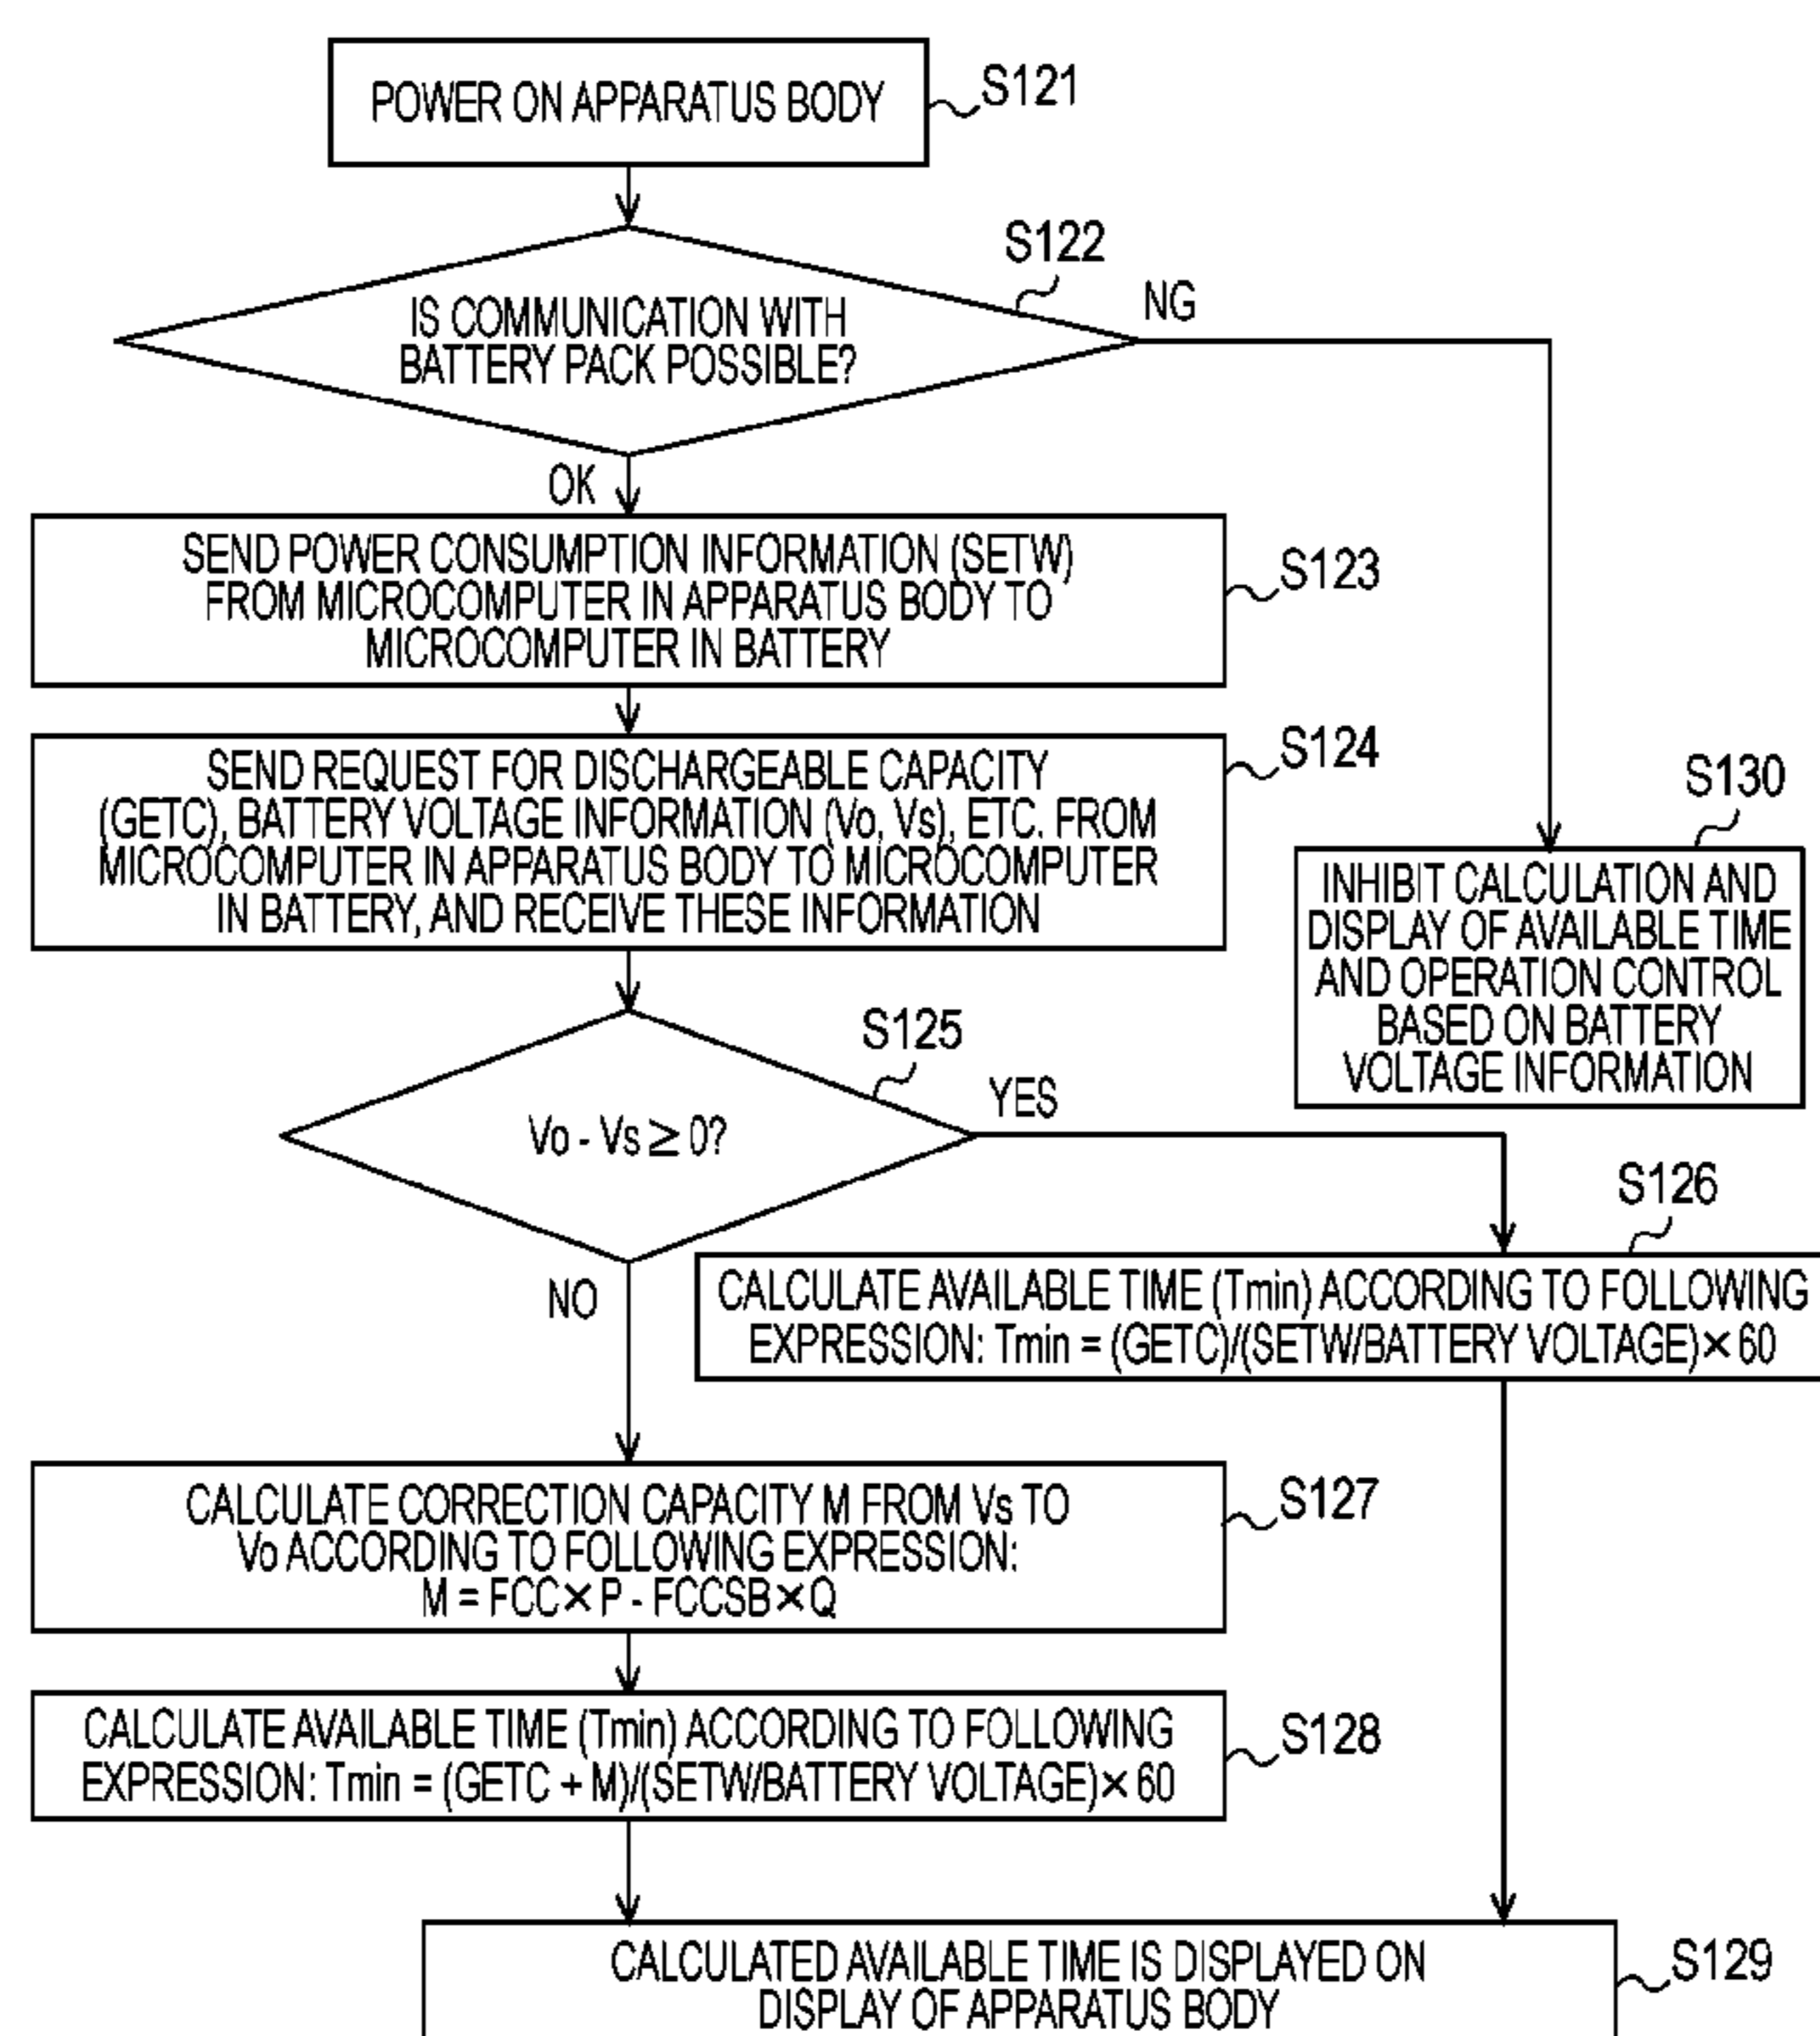 POWER ON APPARATUS BODY
S121
S122
IS COMMUNICATION WITH
BATTERY PACK POSSIBLE?
NG
OK
SEND POWER CONSUMPTION INFORMATION (SETW)
FROM MICROCOMPUTER IN APPARATUS BODY TO
MICROCOMPUTER IN BATTERY
S123
SEND REQUEST FOR DISCHARGEABLE CAPACITY
(GETC), BATTERY VOLTAGE INFORMATION (Vo, Vs), ETC. FROM
MICROCOMPUTER IN APPARATUS BODY TO MICROCOMPUTER
IN BATTERY, AND RECEIVE THESE INFORMATION
S124
S130
INHIBIT CALCULATION AND
DISPLAY OF AVAILABLE TIME
AND OPERATION CONTROL
BASED ON BATTERY
VOLTAGE INFORMATION
S125
Vo - Vs ≥ 0?
YES
NO
S126
CALCULATE AVAILABLE TIME (Tmin) ACCORDING TO FOLLOWING
EXPRESSION: Tmin = (GETC)/(SETW/BATTERY VOLTAGE)×60
CALCULATE CORRECTION CAPACITY M FROM Vs TO
Vo ACCORDING TO FOLLOWING EXPRESSION:
M = FCC×P - FCCSB×Q
S127
CALCULATE AVAILABLE TIME (Tmin) ACCORDING TO FOLLOWING
EXPRESSION: Tmin = (GETC + M)/(SETW/BATTERY VOLTAGE)×60
S128
CALCULATED AVAILABLE TIME IS DISPLAYED ON
DISPLAY OF APPARATUS BODY
S129